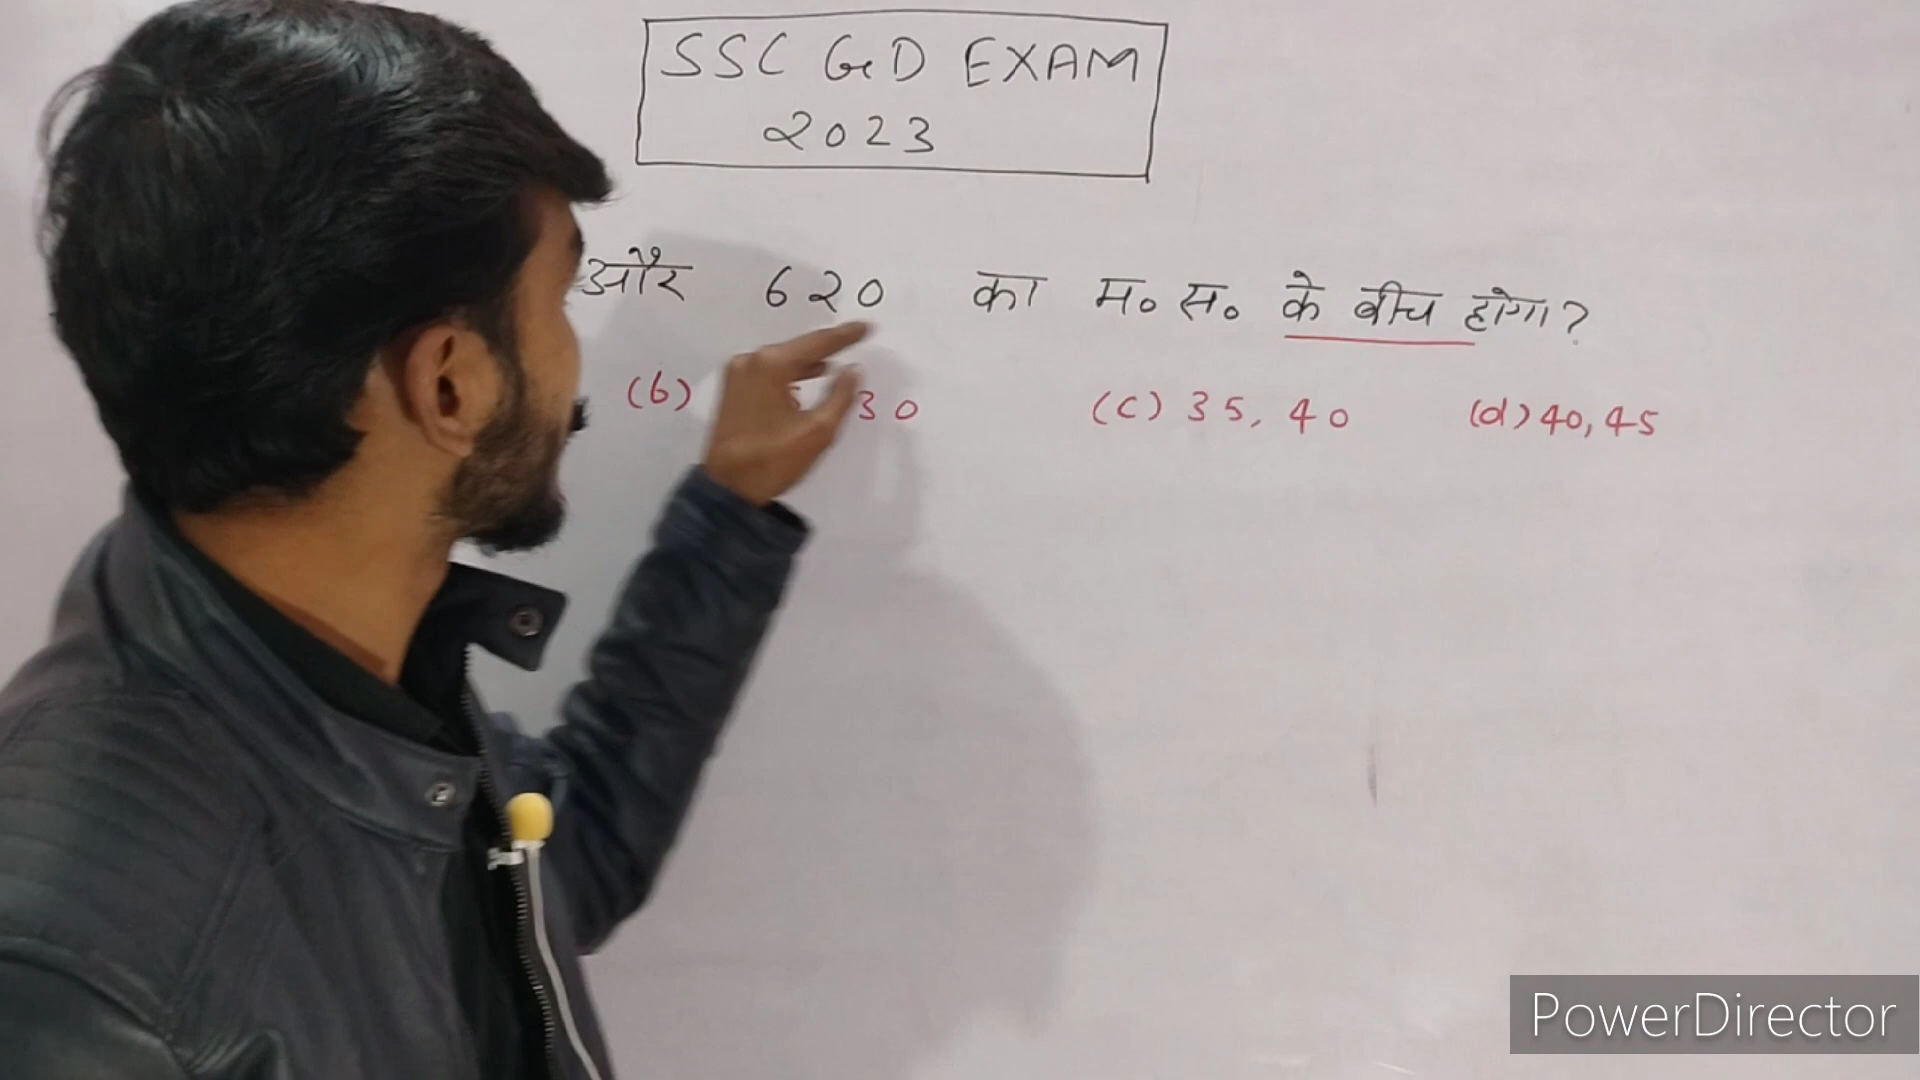 SSC GD EXAM
2023
और 620 का म० स० के बीच होगा?
(b) 30 (c) 35, 40 (d) 40, 45
PowerDirector